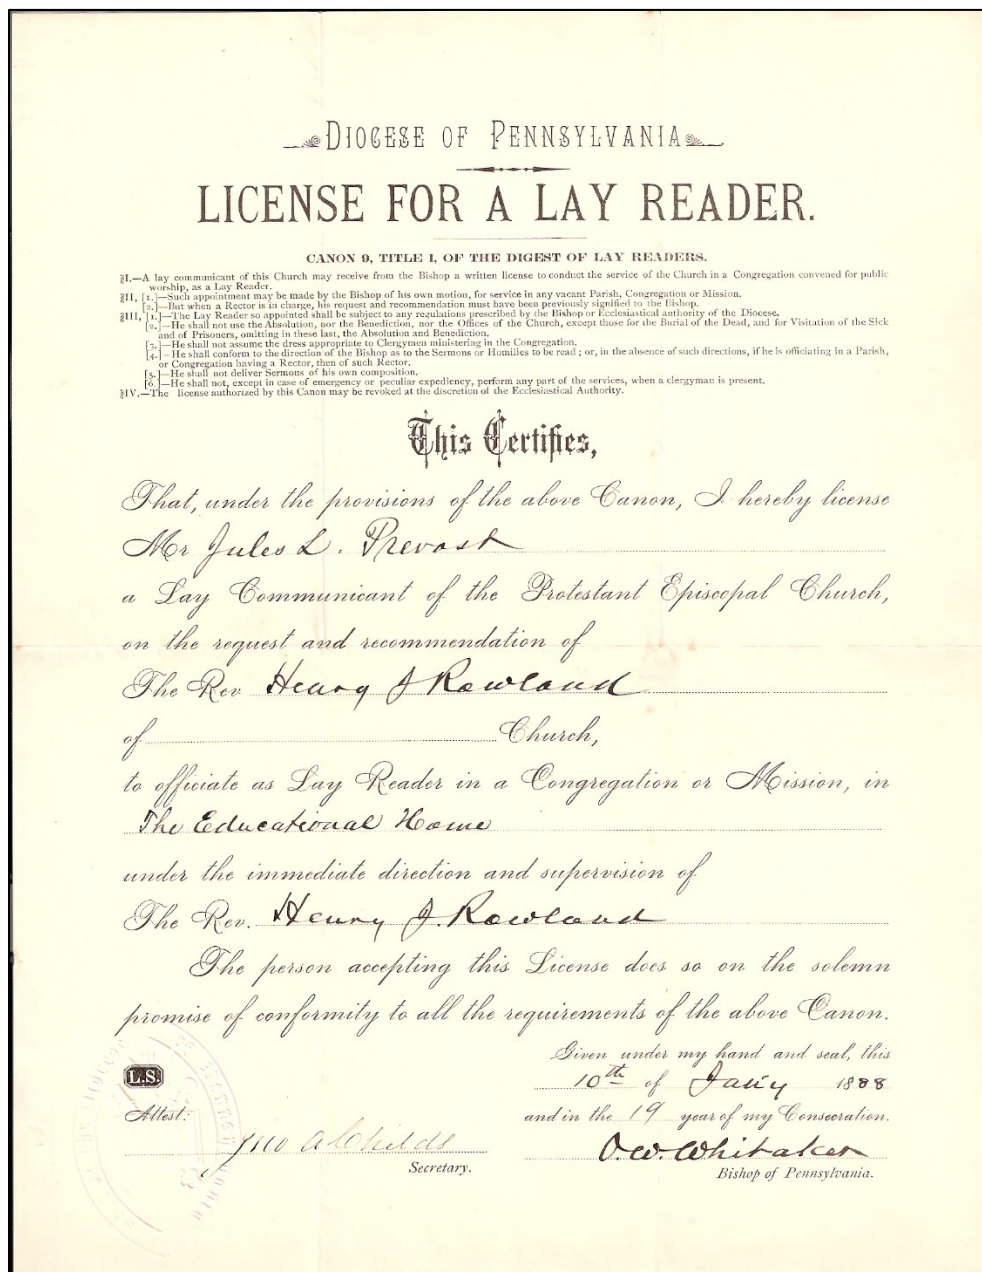 DIOCESE OF PENNSYLVANIA
LICENSE FOR A LAY READER.
CANON 9, TITLE I, OF THE DIGEST OF LAY READERS.
§I.—A lay communicant of this Church may receive from the Bishop a written license to conduct the service of the Church in a Congregation convened for public
worship, as a Lay Reader.
§II, [1.]—Such appointment may be made by the Bishop of his own motion, for service in any vacant Parish, Congregation or Mission.
[2.]—But when a Rector is in charge, his request and recommendation must have been previously signified to the Bishop.
§III, [1.]—The Lay Reader so appointed shall be subject to any regulations prescribed by the Bishop or Ecclesiastical authority of the Diocese.
[2.]—He shall not use the Absolution, nor the Benediction, nor the Offices of the Church, except those for the Burial of the Dead, and for Visitation of the Sick
and of Prisoners, omitting in these last, the Absolution and Benediction.
[3.]—He shall not assume the dress appropriate to Clergymen ministering in the Congregation.
[4.]—He shall conform to the direction of the Bishop as to the Sermons or Homilies to be read; or, in the absence of such directions, if he is officiating in a Parish,
or Congregation having a Rector, then of such Rector.
[5.]—He shall not deliver Sermons of his own composition.
[6.]—He shall not, except in case of emergency or peculiar expediency, perform any part of the services, when a clergyman is present.
§IV.—The license authorized by this Canon may be revoked at the discretion of the Ecclesiastical Authority.
This Certifies,
That, under the provisions of the above Canon, I hereby license
Mr Jules L. Prevost
a Lay Communicant of the Protestant Episcopal Church,
on the request and recommendation of
The Rev Henry J Rowland
of Church,
to officiate as Lay Reader in a Congregation or Mission, in
The Educational Home
under the immediate direction and supervision of
The Rev. Henry J. Rowland
The person accepting this License does so on the solemn
promise of conformity to all the requirements of the above Canon.
Given under my hand and seal, this
L.S.
10th of Jan'y 1888
Attest:
and in the 19 year of my Consecration.
Jno A Childs
O.W. Whitaker
Secretary.
Bishop of Pennsylvania.